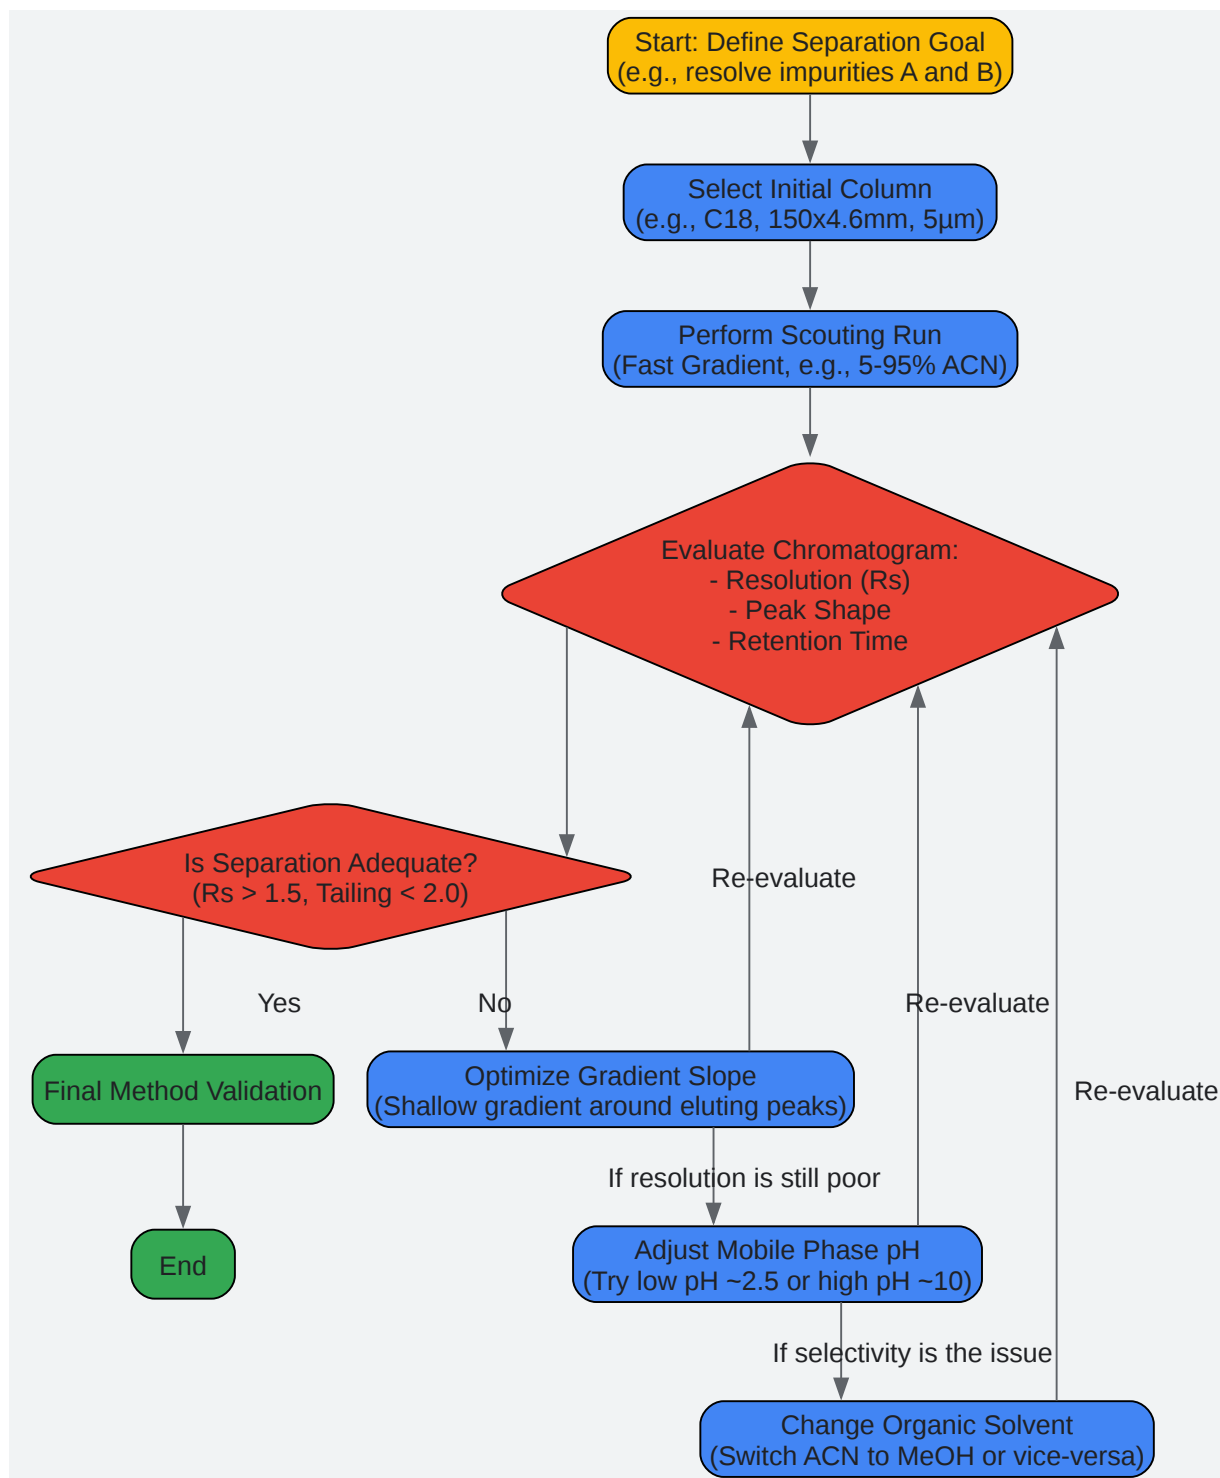 Start: Define Separation Goal
(e.g., resolve impurities A and B)
Select Initial Column
(e.g., C18, 150x4.6mm, 5µm)
Perform Scouting Run
(Fast Gradient, e.g., 5-95% ACN)
Evaluate Chromatogram:
- Resolution (Rs)
- Peak Shape
- Retention Time
Is Separation Adequate?
(Rs > 1.5, Tailing < 2.0)
Re-evaluate
Yes
No
Re-evaluate
Final Method Validation
Optimize Gradient Slope
(Shallow gradient around eluting peaks)
Re-evaluate
If resolution is still poor
End
Adjust Mobile Phase pH
(Try low pH ~2.5 or high pH ~10)
If selectivity is the issue
Change Organic Solvent
(Switch ACN to MeOH or vice-versa)